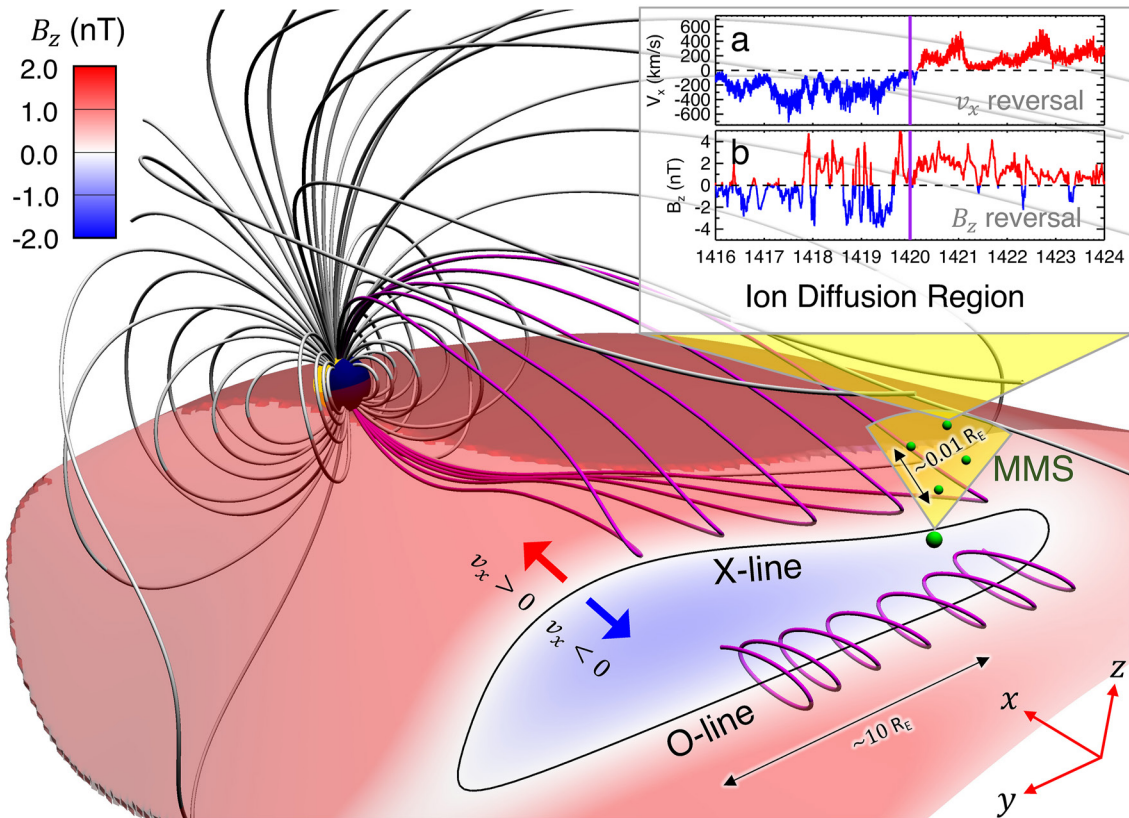 B_z (nT)
2.0
1.0
0.0
-1.0
-2.0
a
V_x (km/s)
600
400
200
0
-200
-400
-600
v_x reversal
b
B_z (nT)
4
2
0
-2
-4
B_z reversal
1416 1417 1418 1419 1420 1421 1422 1423 1424
Ion Diffusion Region
~0.01 R_E
MMS
X-line
v_x > 0
v_x < 0
O-line
~10 R_E
x
y
z